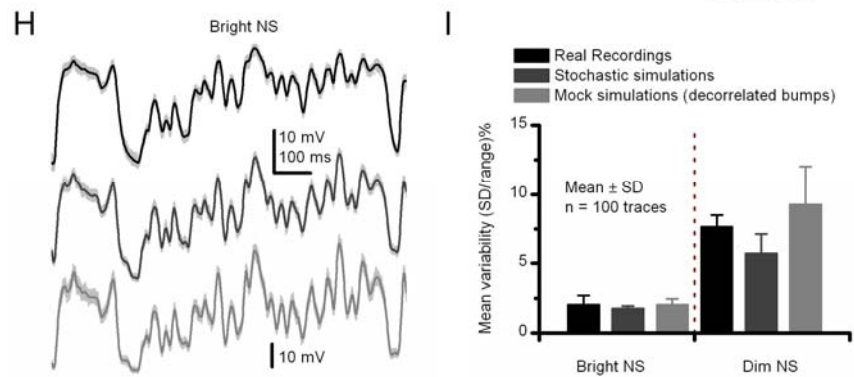 H
Bright NS
10 mV
100 ms
10 mV
I
Real Recordings
Stochastic simulations
Mock simulations (decorrelated bumps)
Mean variability (SD/range)%
15
10
5
0
Mean ± SD
n = 100 traces
Bright NS
Dim NS